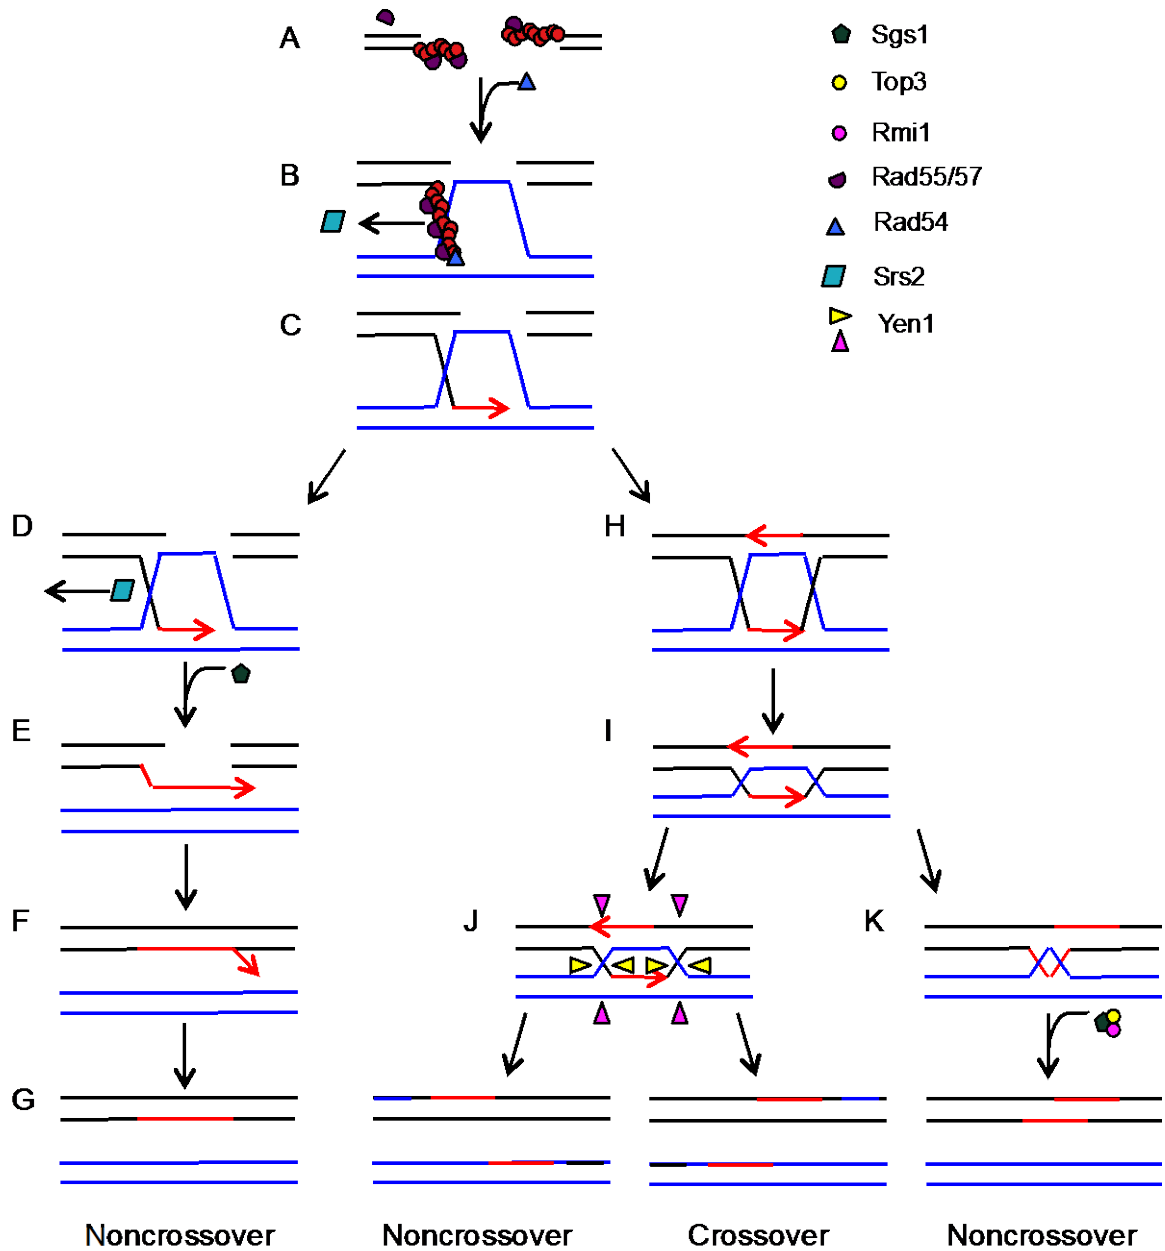 A
Sgs1
Top3
Rmi1
B
Rad55/57
Rad54
Srs2
C
Yen1
D
H
E
I
F
J
K
G
Noncrossover
Noncrossover
Crossover
Noncrossover